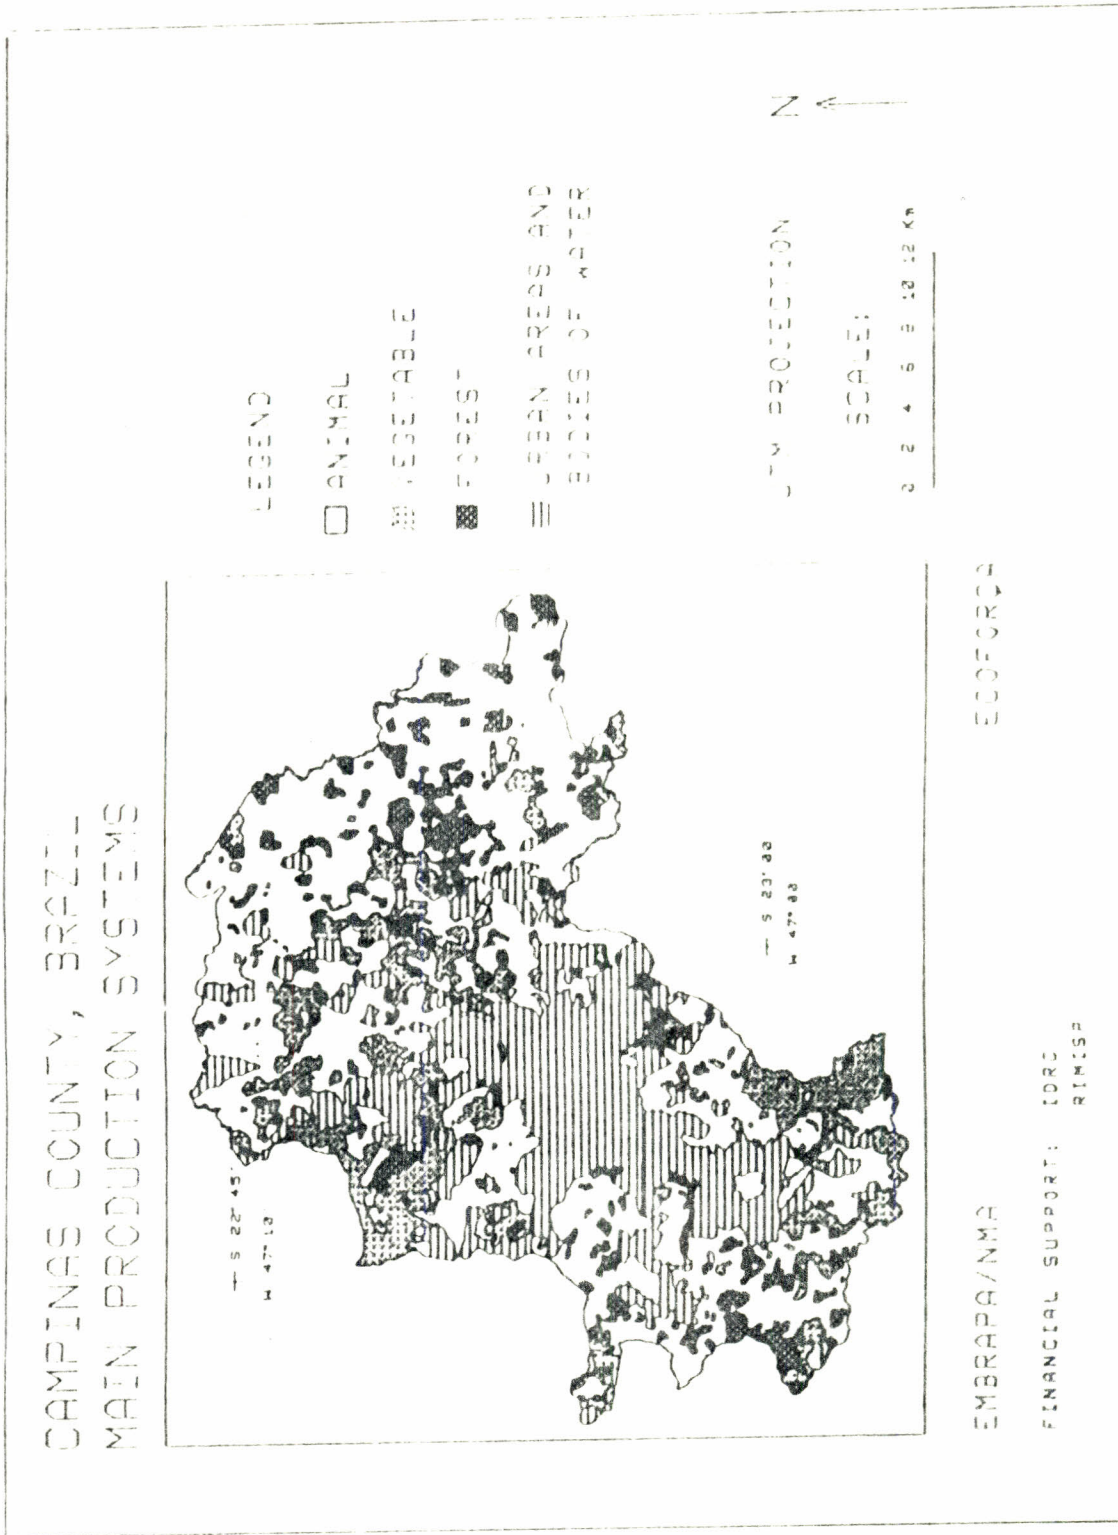 CAMPINAS COUNTY, BRAZIL
MAIN PRODUCTION SYSTEMS
S 22°45'
W 47°10
S 23°00
W 47°00
LEGEND
ANIMAL
VEGETABLE
FOREST
URBAN AREAS AND
BODIES OF WATER
UTM PROJECTION
N
SCALE:
0 2 4 6 8 10 12 Km
EMBRAPA/NMA
ECOFORÇA
FINANCIAL SUPPORT: IDRC
RIMISP